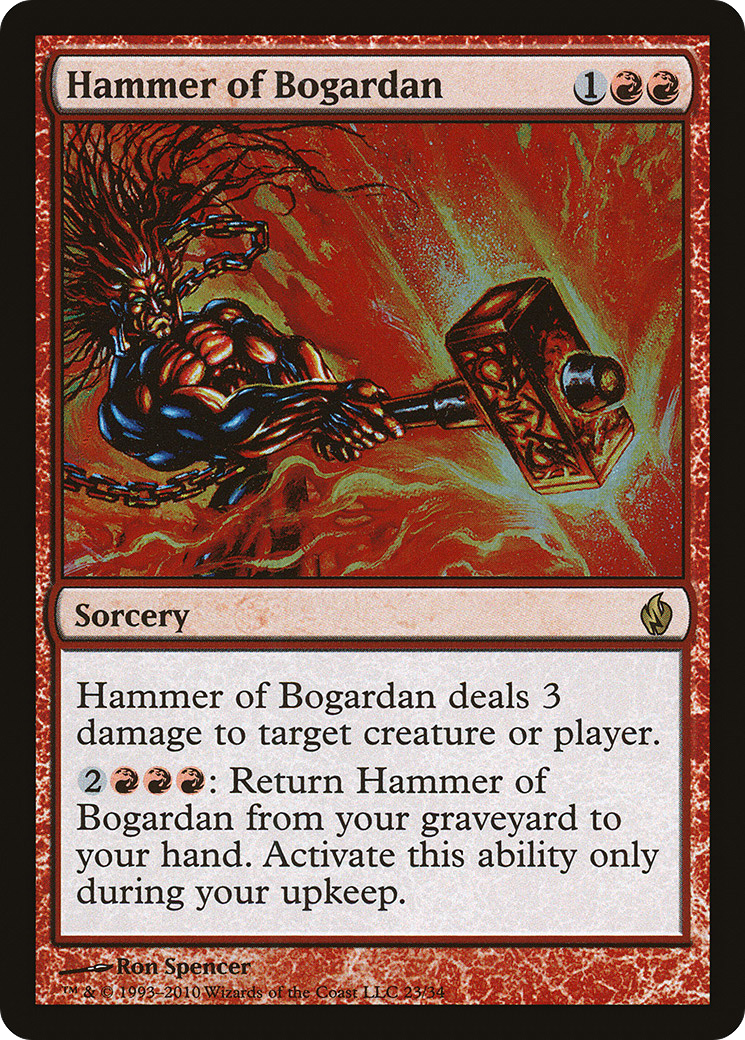 Hammer of Bogardan 1
Sorcery
Hammer of Bogardan deals 3
damage to target creature or player.
2: Return Hammer of
Bogardan from your graveyard to
your hand. Activate this ability only
during your upkeep.
Ron Spencer
™ & © 1993–2010 Wizards of the Coast LLC 23/34